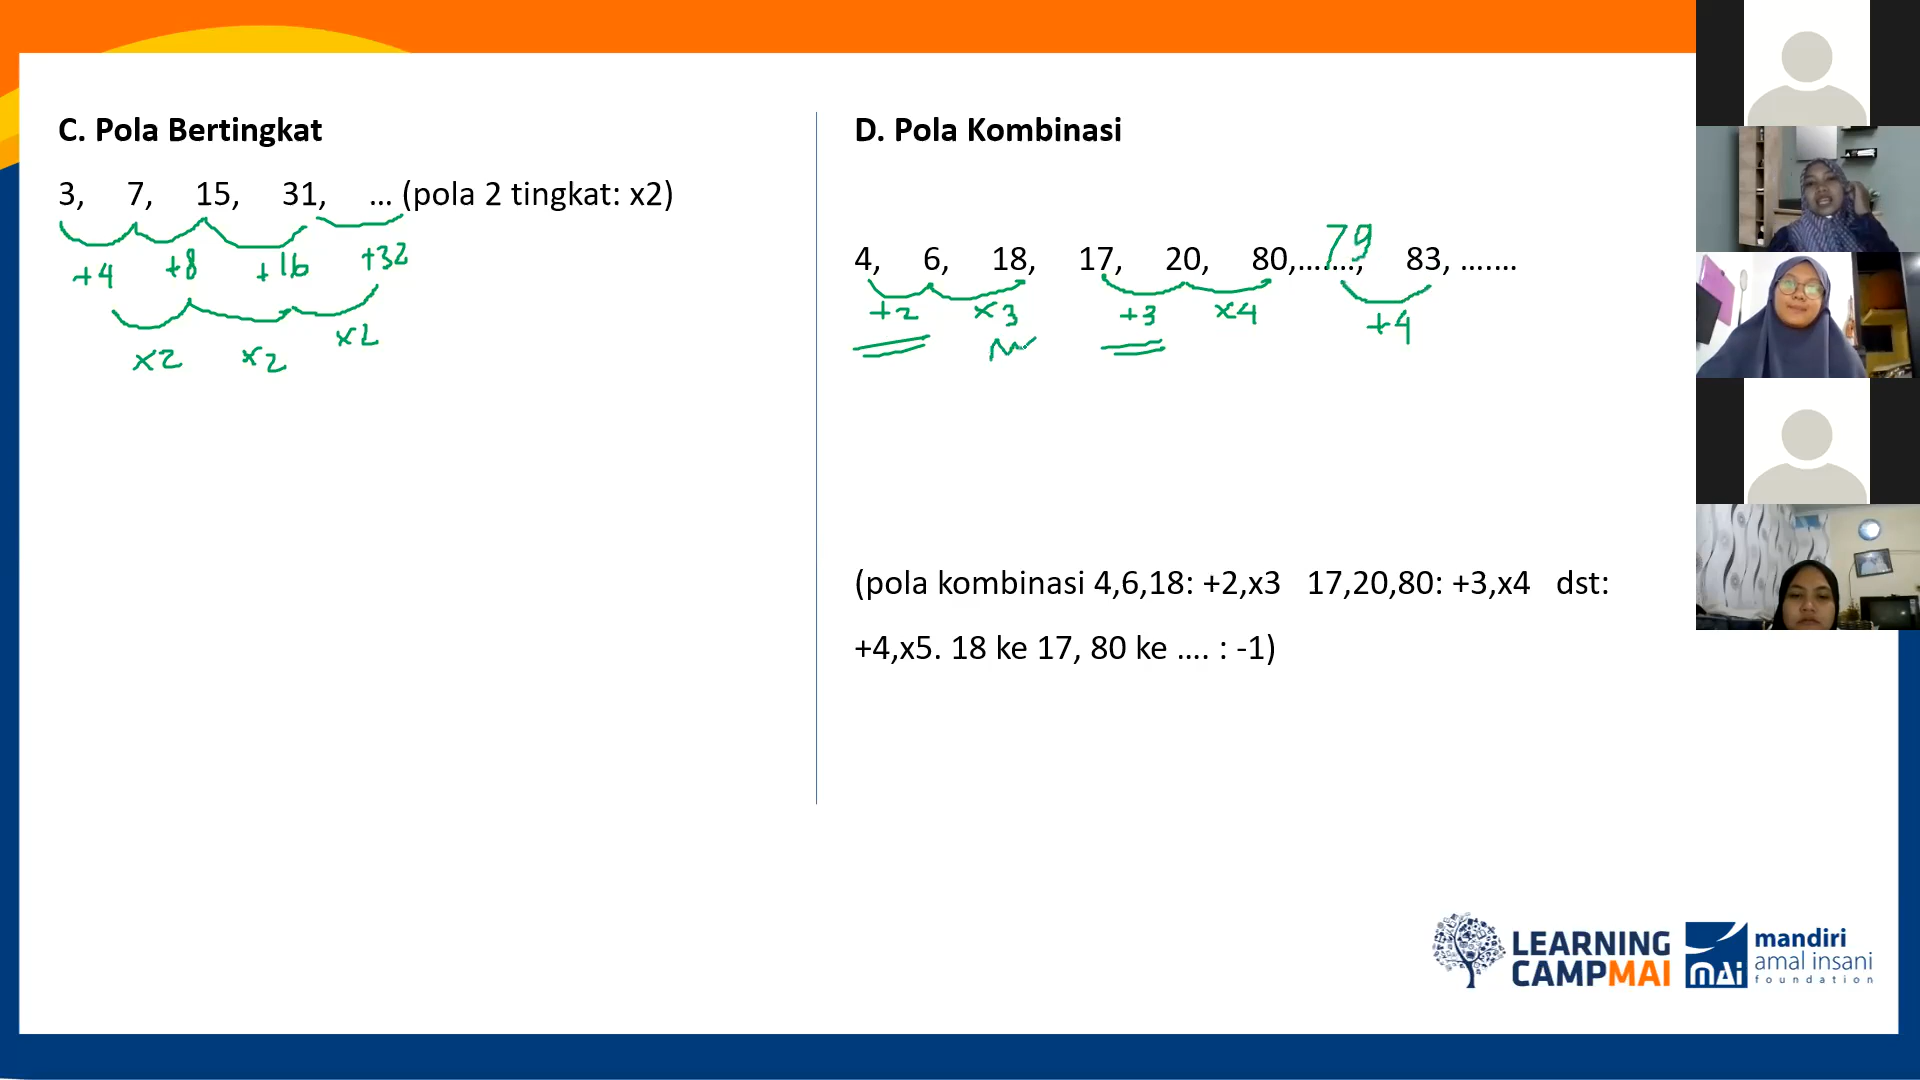 C. Pola Bertingkat
3, 7, 15, 31, ... (pola 2 tingkat: x2)
+4 +8 +16 +32
x2 x2 x2
D. Pola Kombinasi
79
4, 6, 18, 17, 20, 80,......., 83, .......
+2 x3 +3 x4 +4
(pola kombinasi 4,6,18: +2,x3 17,20,80: +3,x4 dst:
+4,x5. 18 ke 17, 80 ke .... : -1)
LEARNING
CAMPMAI
mai
mandiri
amal insani
foundation